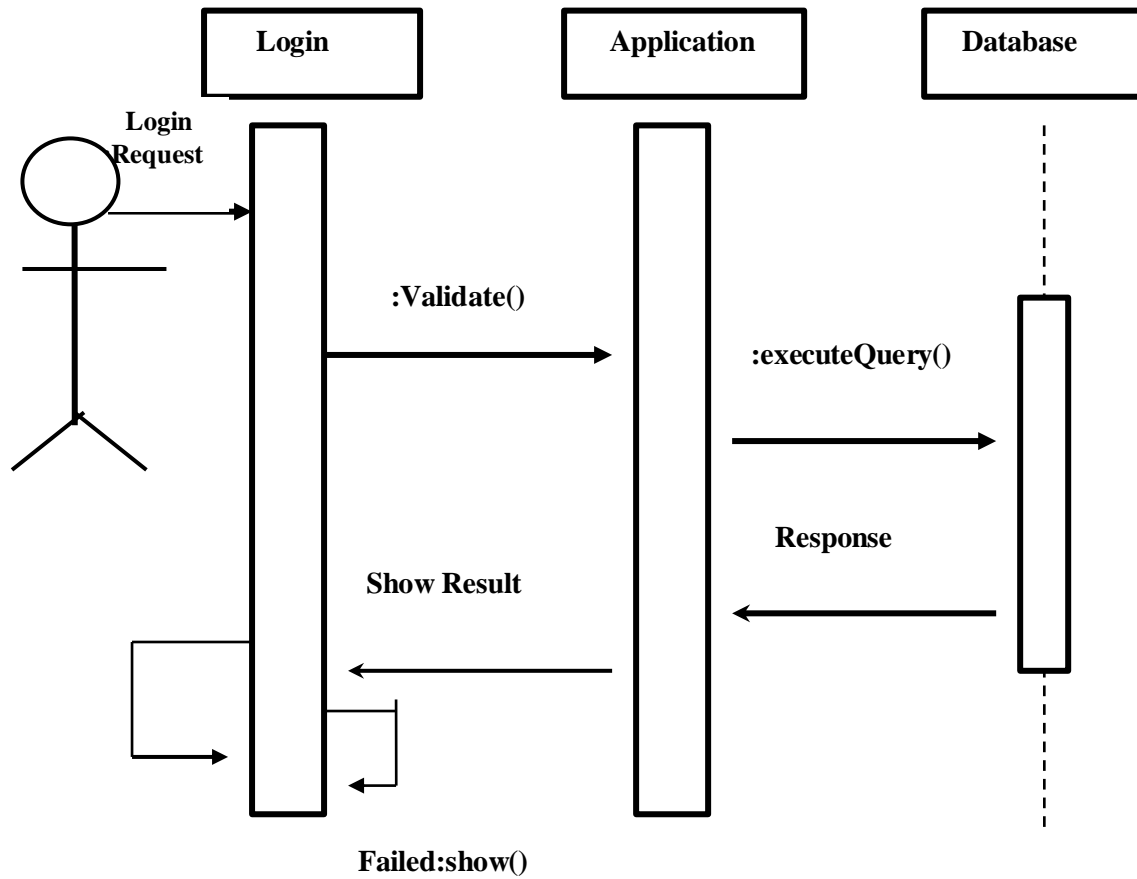 Login
Application
Database
Login
:Request
:Validate()
:executeQuery()
Response
Show Result
Failed:show()